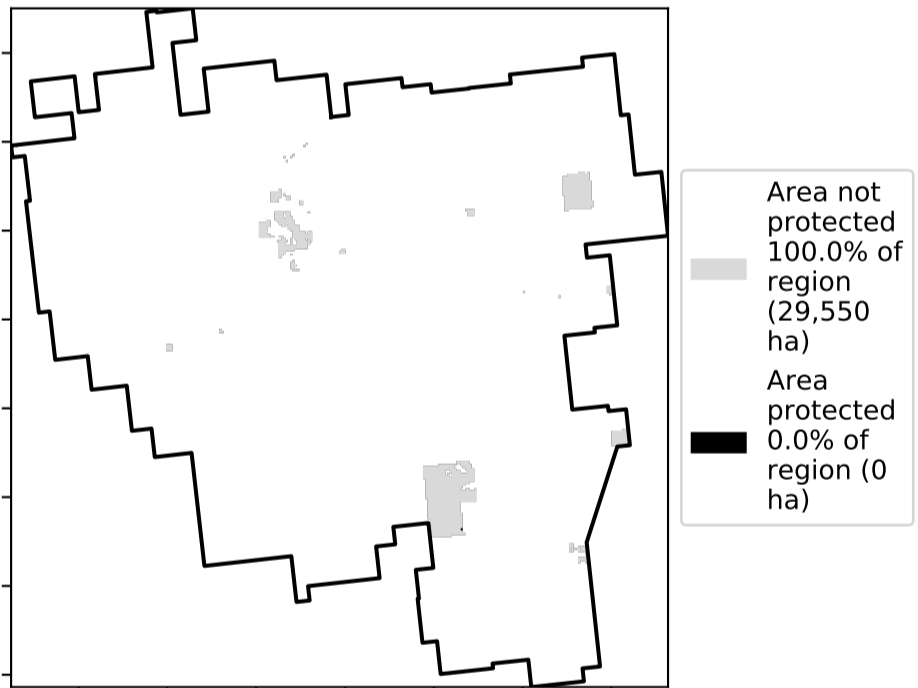 Area not
protected
100.0% of
region
(29,550
ha)
Area
protected
0.0% of
region (0
ha)